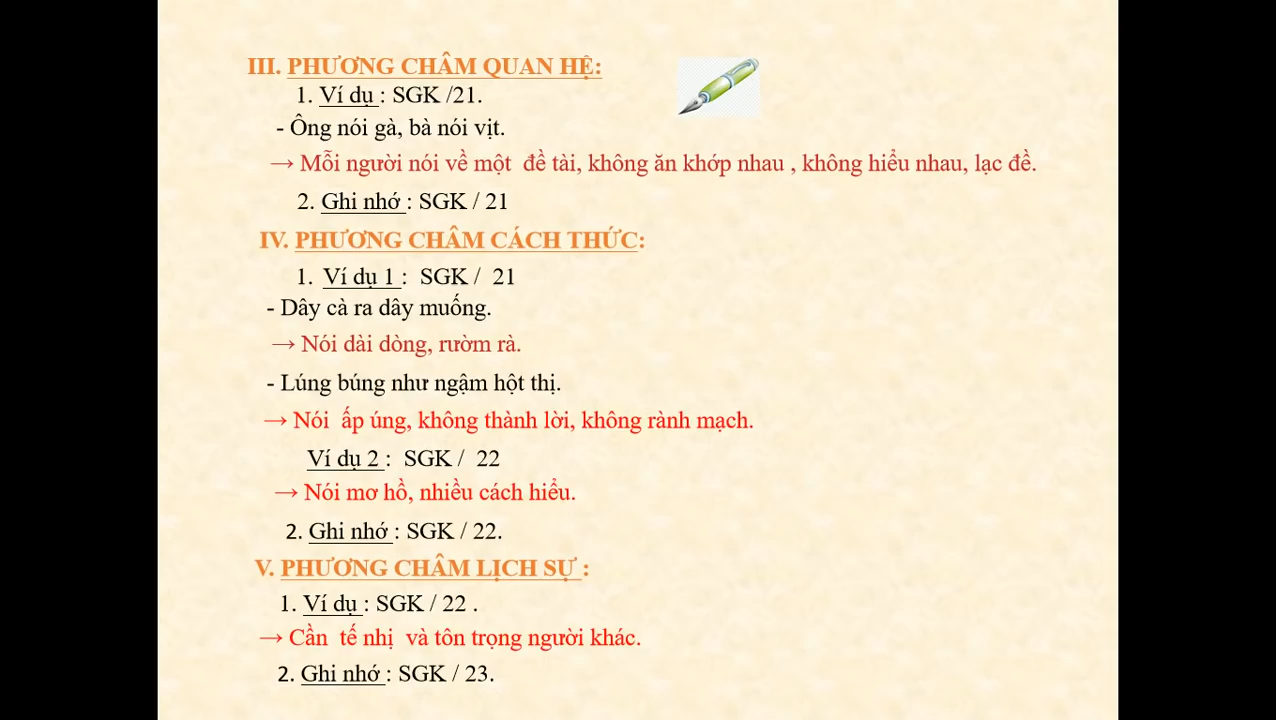 III. PHƯƠNG CHÂM QUAN HỆ:
1. Ví dụ : SGK /21.
- Ông nói gà, bà nói vịt.
→ Mỗi người nói về một đề tài, không ăn khớp nhau , không hiểu nhau, lạc đề.
2. Ghi nhớ : SGK / 21
IV. PHƯƠNG CHÂM CÁCH THỨC:
1. Ví dụ 1 : SGK / 21
- Dây cà ra dây muống.
→ Nói dài dòng, rườm rà.
- Lúng búng như ngậm hột thị.
→ Nói ấp úng, không thành lời, không rành mạch.
Ví dụ 2 : SGK / 22
→ Nói mơ hồ, nhiều cách hiểu.
2. Ghi nhớ : SGK / 22.
V. PHƯƠNG CHÂM LỊCH SỰ :
1. Ví dụ : SGK / 22 .
→ Cần tế nhị và tôn trọng người khác.
2. Ghi nhớ : SGK / 23.